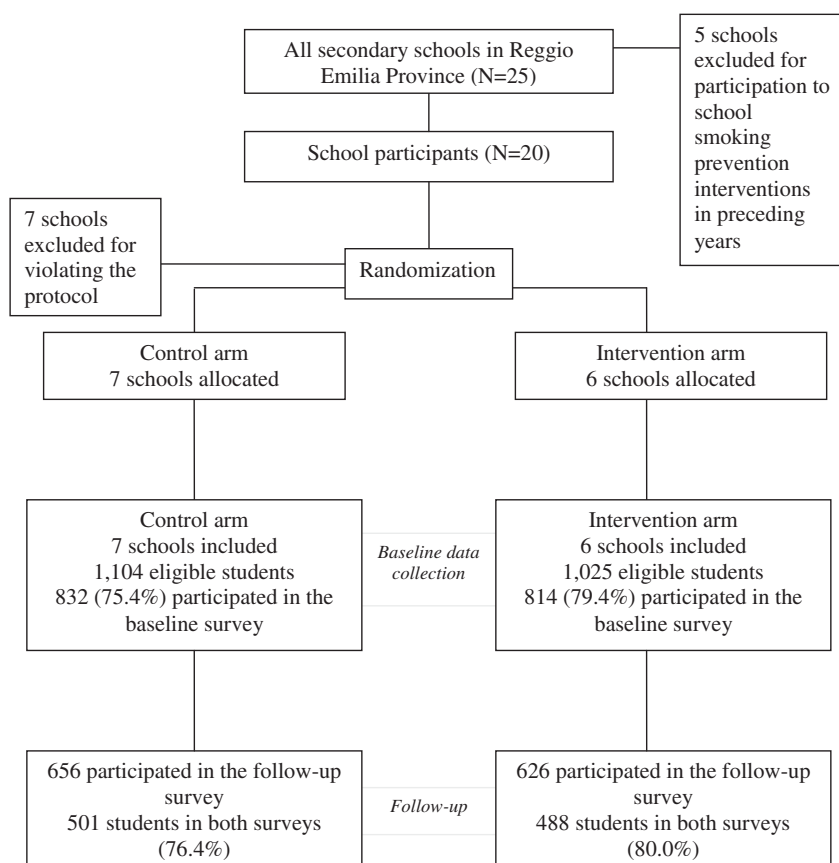 All secondary schools in Reggio
Emilia Province (N=25)
5 schools
excluded for
participation to
school
smoking
prevention
interventions
in preceding
years
School participants (N=20)
7 schools
excluded for
violating the
protocol
Randomization
Control arm
7 schools allocated
Intervention arm
6 schools allocated
Control arm
7 schools included
1,104 eligible students
832 (75.4%) participated in the
baseline survey
Baseline data
collection
Intervention arm
6 schools included
1,025 eligible students
814 (79.4%) participated in the
baseline survey
656 participated in the follow-up
survey
501 students in both surveys
(76.4%)
Follow-up
626 participated in the follow-up
survey
488 students in both surveys
(80.0%)